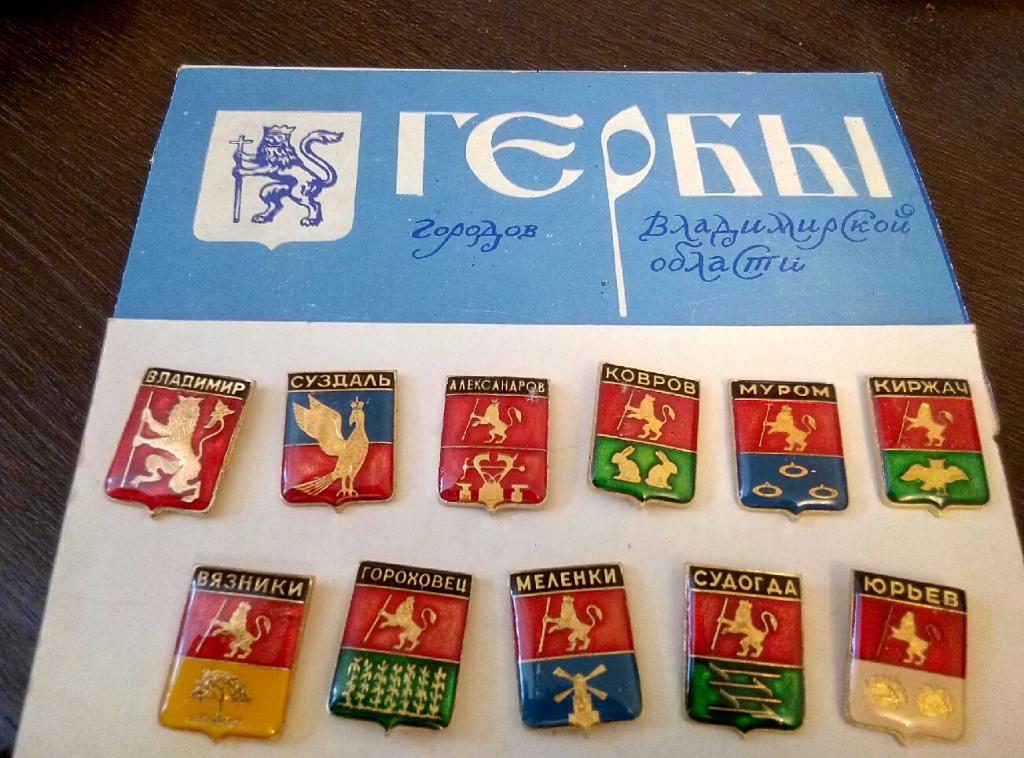 ГЕРБЫ
городов Владимирской
области
ВЛАДИМИР
СУЗДАЛЬ
АЛЕКСАНДРОВ
КОВРОВ
МУРОМ
КИРЖАЧ
ВЯЗНИКИ
ГОРОХОВЕЦ
МЕЛЕНКИ
СУДОГДА
ЮРЬЕВ